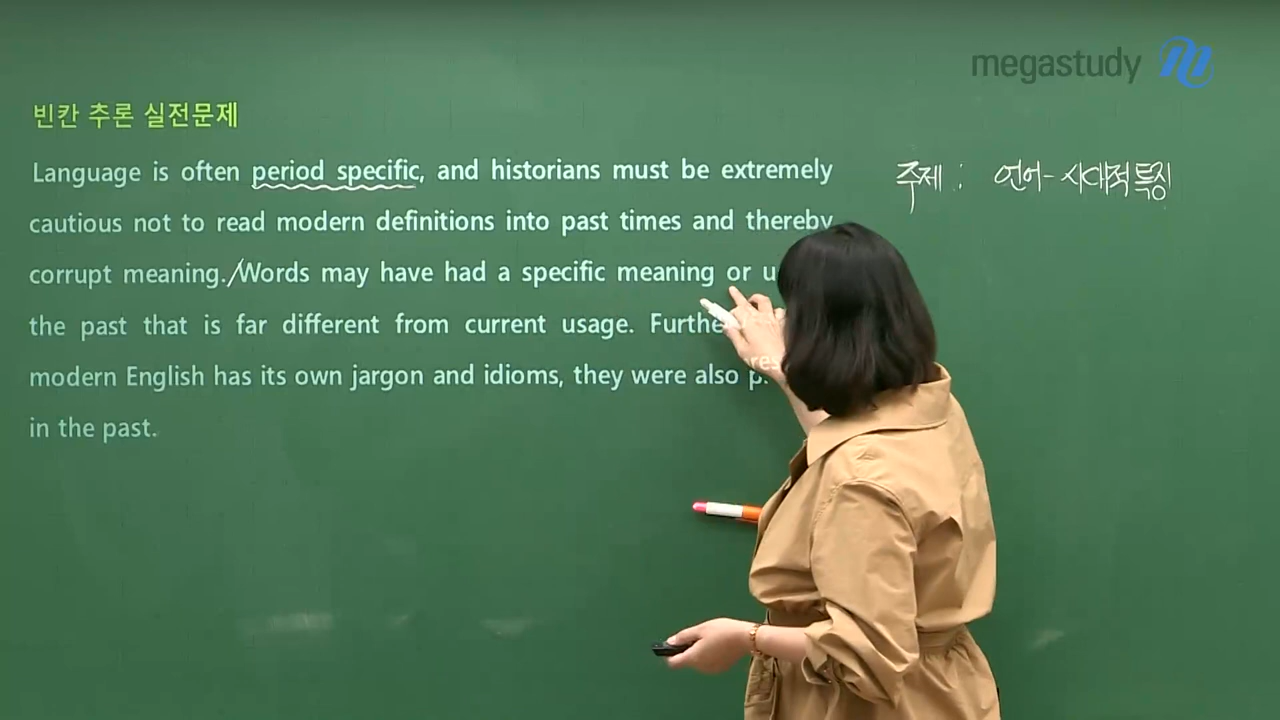 megastudy
빈칸 추론 실전문제
Language is often period specific, and historians must be extremely
주제 : 언어 - 시대적 특징
cautious not to read modern definitions into past times and thereby
corrupt meaning./Words may have had a specific meaning or
the past that is far different from current usage.
modern English has its own jargon and idioms, they were also
in the past.